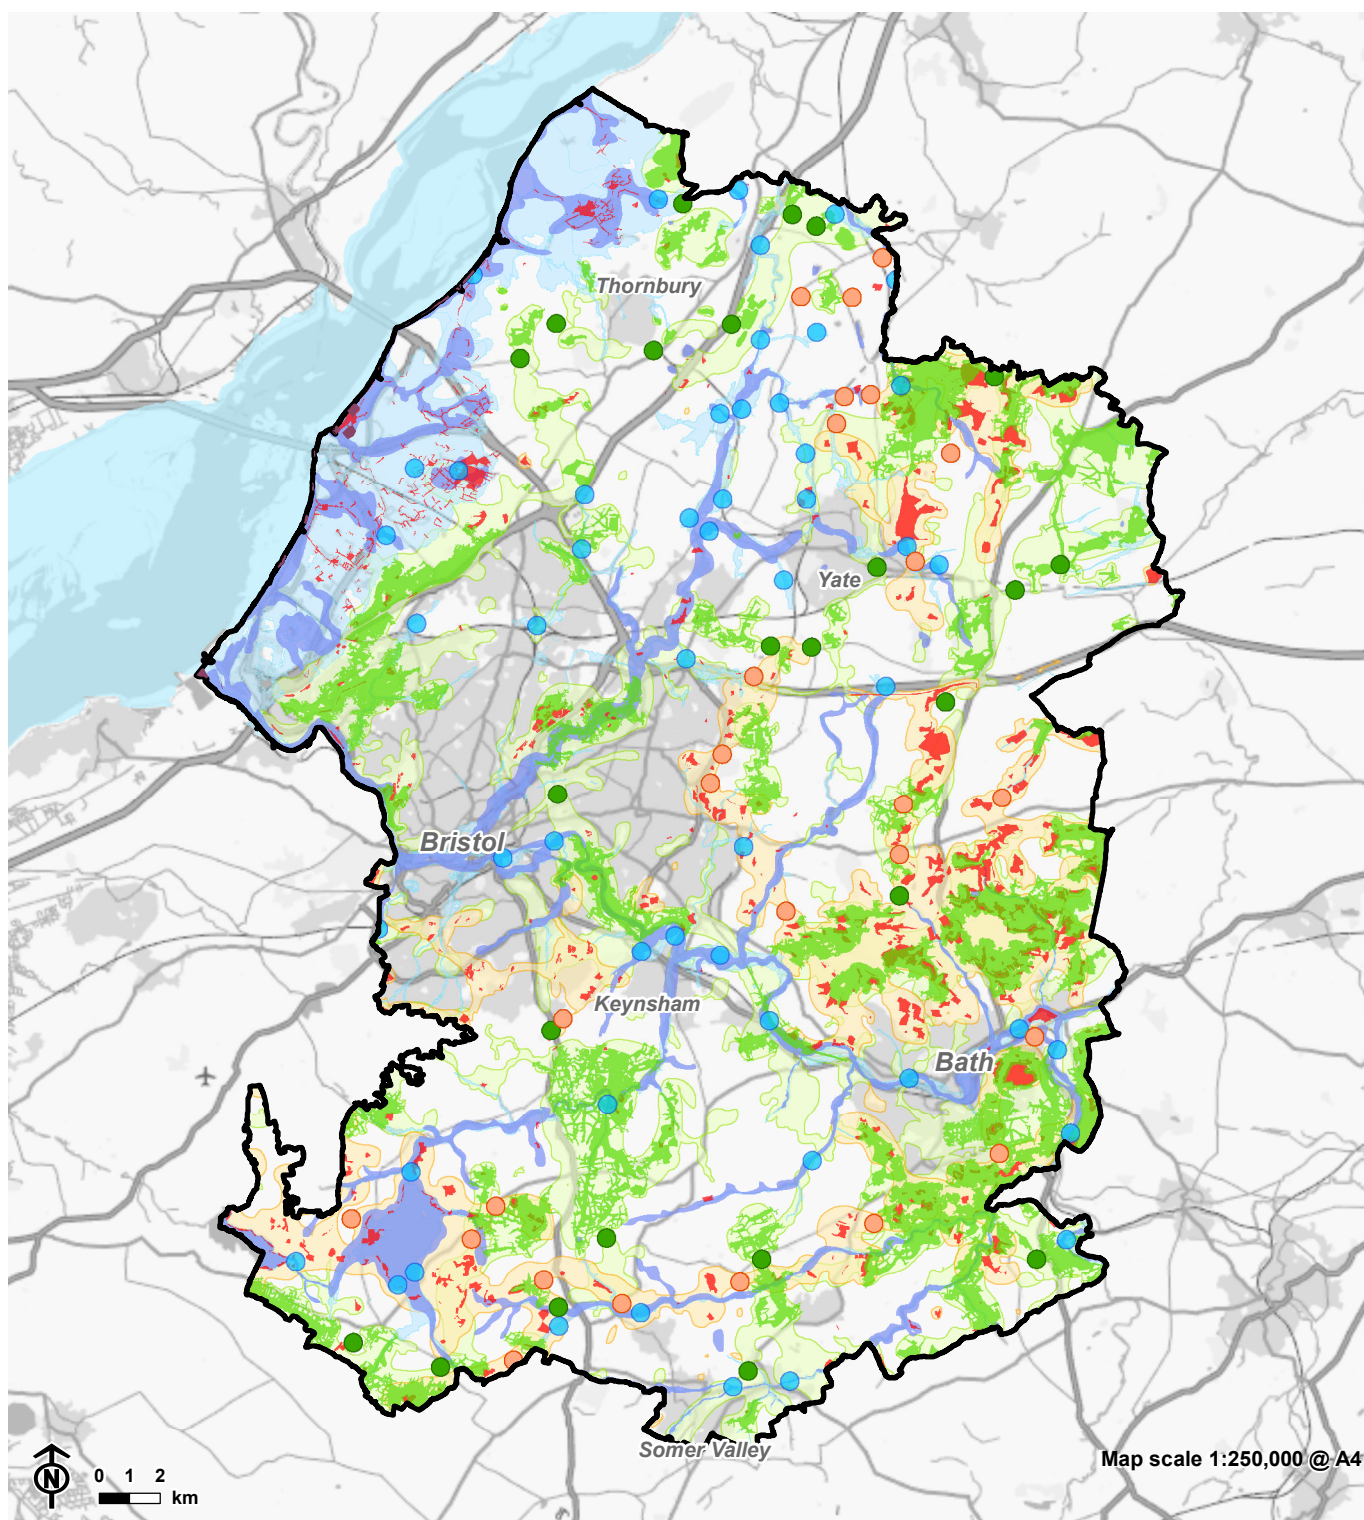 Thornbury
Yate
Bristol
Keynsham
Bath
Somer Valley
Map scale 1:250,000 @ A4
N
0 1 2
km